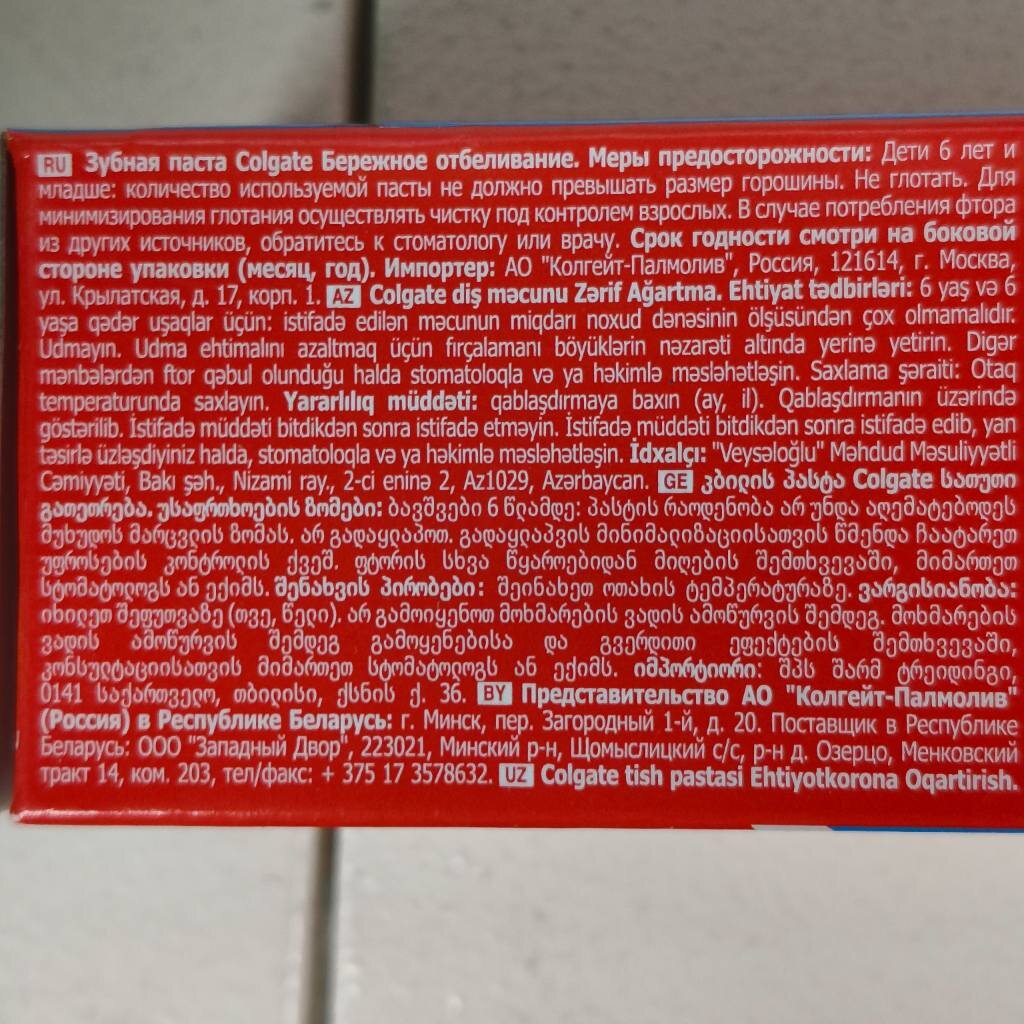 RU Зубная паста Colgate Бережное отбеливание. Меры предосторожности: Дети 6 лет и
младше: количество используемой пасты не должно превышать размер горошины. Не глотать. Для
минимизирования глотания осуществлять чистку под контролем взрослых. В случае потребления фтора
из других источников, обратитесь к стоматологу или врачу. Срок годности смотри на боковой
стороне упаковки (месяц, год). Импортер: АО "Колгейт-Палмолив", Россия, 121614, г. Москва,
ул. Крылатская, д. 17, корп. 1. AZ Colgate diş məcunu Zərif Ağartma. Ehtiyat tədbirləri: 6 yaş və 6
yaşa qədər uşaqlar üçün: istifadə edilən məcunun miqdarı noxud dənəsinin ölşüsündən çox olmamalıdır.
Udmayın. Udma ehtimalını azaltmaq üçün fırçalamanı böyüklərin nəzarəti altında yerinə yetirin. Digər
mənbələrdən ftor qəbul olunduğu halda stomatoloqla və ya həkimlə məsləhətləşin. Saxlama şəraiti: Otaq
temperaturunda saxlayın. Yararlılıq müddəti: qablaşdırmaya baxın (ay, il). Qablaşdırmanın üzərində
göstərilib. İstifadə müddəti bitdikdən sonra istifadə etməyin. İstifadə müddəti bitdikdən sonra istifadə edib, yan
təsirlə üzləşdiyiniz halda, stomatoloqla və ya həkimlə məsləhətləşin. İdxalçı: "Veysəloğlu" Məhdud Məsuliyyətli
Cəmiyyəti, Bakı şəh., Nizami ray., 2-ci eninə 2, Az1029, Azərbaycan. GE კბილის პასტა Colgate სათუთი
გათეთრება. უსაფრთხოების ზომები: ბავშვები 6 წლამდე: პასტის რაოდენობა არ უნდა აღემატებოდეს
მუხუდოს მარცვლის ზომას. არ გადაყლაპოთ. გადაყლაპვის მინიმალიზაციისათვის წმენდა ჩაატარეთ
უფროსების კონტროლის ქვეშ. ფტორის სხვა წყაროებიდან მიღების შემთხვევაში, მიმართეთ
სტომატოლოგს ან ექიმს. შენახვის პირობები: შეინახეთ ოთახის ტემპერატურაზე. ვარგისიანობა:
იხილეთ შეფუთვაზე (თვე, წელი). არ გამოიყენოთ მოხმარების ვადის ამოწურვის შემდეგ. მოხმარების
ვადის ამოწურვის შემდეგ გამოყენებისა და გვერდითი ეფექტების შემთხვევაში,
კონსულტაციისათვის მიმართეთ სტომატოლოგს ან ექიმს. იმპორტიორი: შპს შარმ ტრეიდინგი,
0141 საქართველო, თბილისი, ქსნის ქ. 36. BY Представительство АО "Колгейт-Палмолив"
(Россия) в Республике Беларусь: г. Минск, пер. Загородный 1-й, д. 20. Поставщик в Республике
Беларусь: ООО "Западный Двор", 223021, Минский р-н, Щомыслицкий с/с, р-н д. Озерцо, Менковский
тракт 14, ком. 203, тел/факс: + 375 17 3578632. UZ Colgate tish pastasi Ehtiyotkorona Oqartirish.